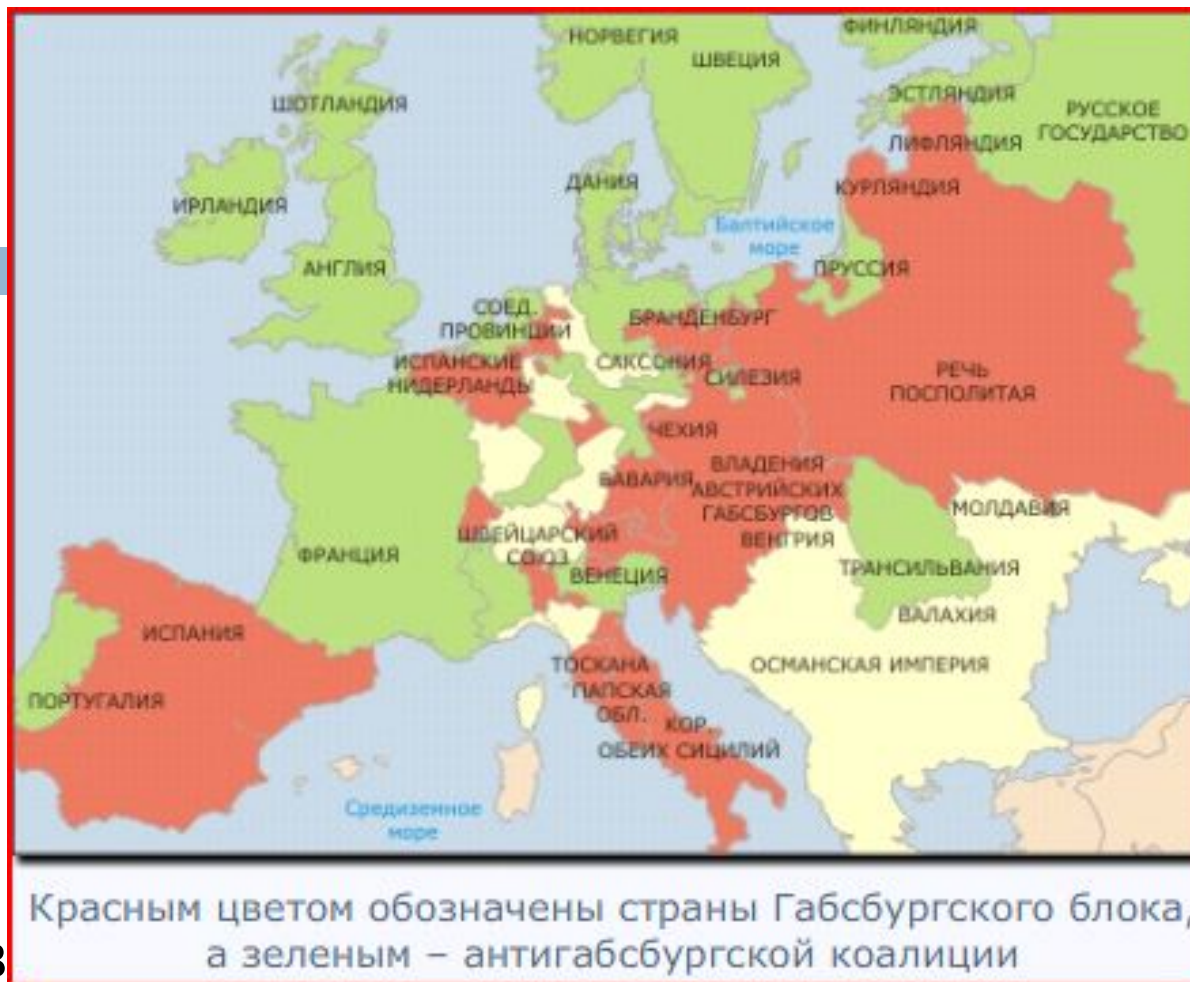 НОРВЕГИЯ
ШВЕЦИЯ
ФИНЛЯНДИЯ
ШОТЛАНДИЯ
ЭСТЛЯНДИЯ
РУССКОЕ
ГОСУДАРСТВО
ЛИФЛЯНДИЯ
ИРЛАНДИЯ
ДАНИЯ
КУРЛЯНДИЯ
Балтийское
море
АНГЛИЯ
ПРУССИЯ
СОЕД.
ПРОВИНЦИИ
БРАНДЕНБУРГ
ИСПАНСКИЕ
НИДЕРЛАНДЫ
САКСОНИЯ
СИЛЕЗИЯ
РЕЧЬ
ПОСПОЛИТАЯ
ЧЕХИЯ
БАВАРИЯ
ВЛАДЕНИЯ
АВСТРИЙСКИХ
ГАБСБУРГОВ
ВЕНГРИЯ
МОЛДАВИЯ
ШВЕЙЦАРСКИЙ
СОЮЗ
ФРАНЦИЯ
ВЕНЕЦИЯ
ТРАНСИЛЬВАНИЯ
ВАЛАХИЯ
ИСПАНИЯ
ТОСКАНА
ОСМАНСКАЯ ИМПЕРИЯ
ПОРТУГАЛИЯ
ПАПСКАЯ
ОБЛ.
КОР.
ОБЕИХ СИЦИЛИЙ
Средизенное
море
Красным цветом обозначены страны Габсбургского блока,
а зеленым – антигабсбургской коалиции